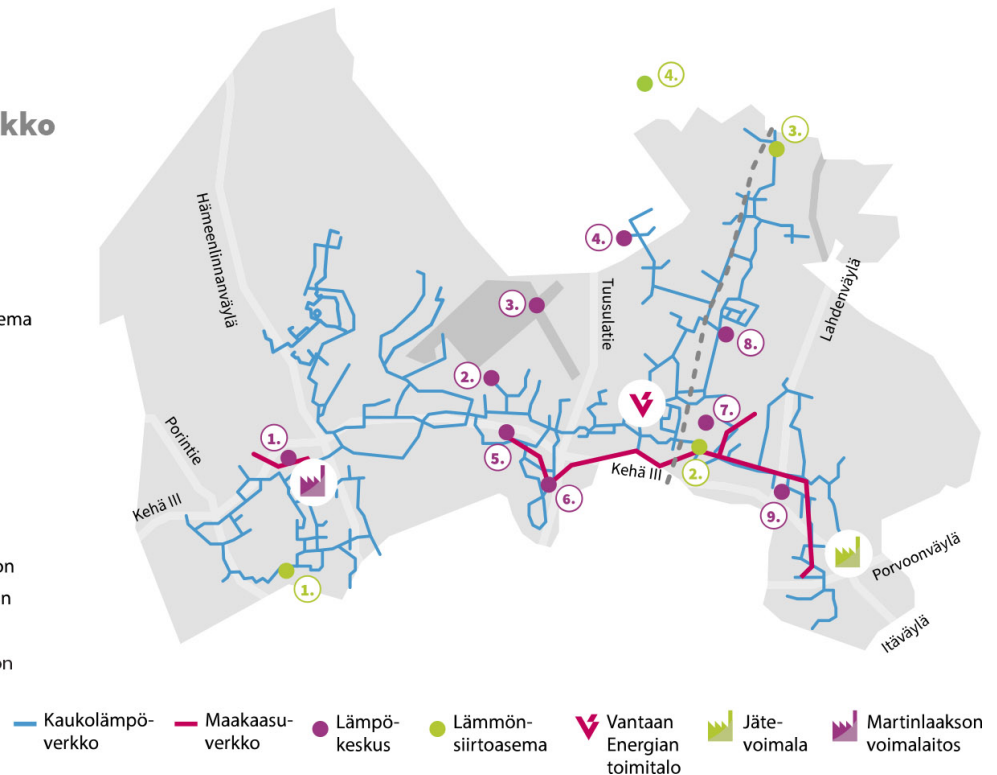 kko
ema
on
n
on
4.
3.
Hämeenlinnanväylä
4.
Tuusulatie
Lahdenväylä
3.
8.
2.
7.
Porintie
1.
5.
Kehä III
2.
6.
9.
Kehä III
Porvoonväylä
1.
Itäväylä
Kaukolämpö-
verkko
Maakaasu-
verkko
Lämpö-
keskus
Lämmön-
siirtoasema
Vantaan
Energian
toimitalo
Jäte-
voimala
Martinlaakson
voimalaitos